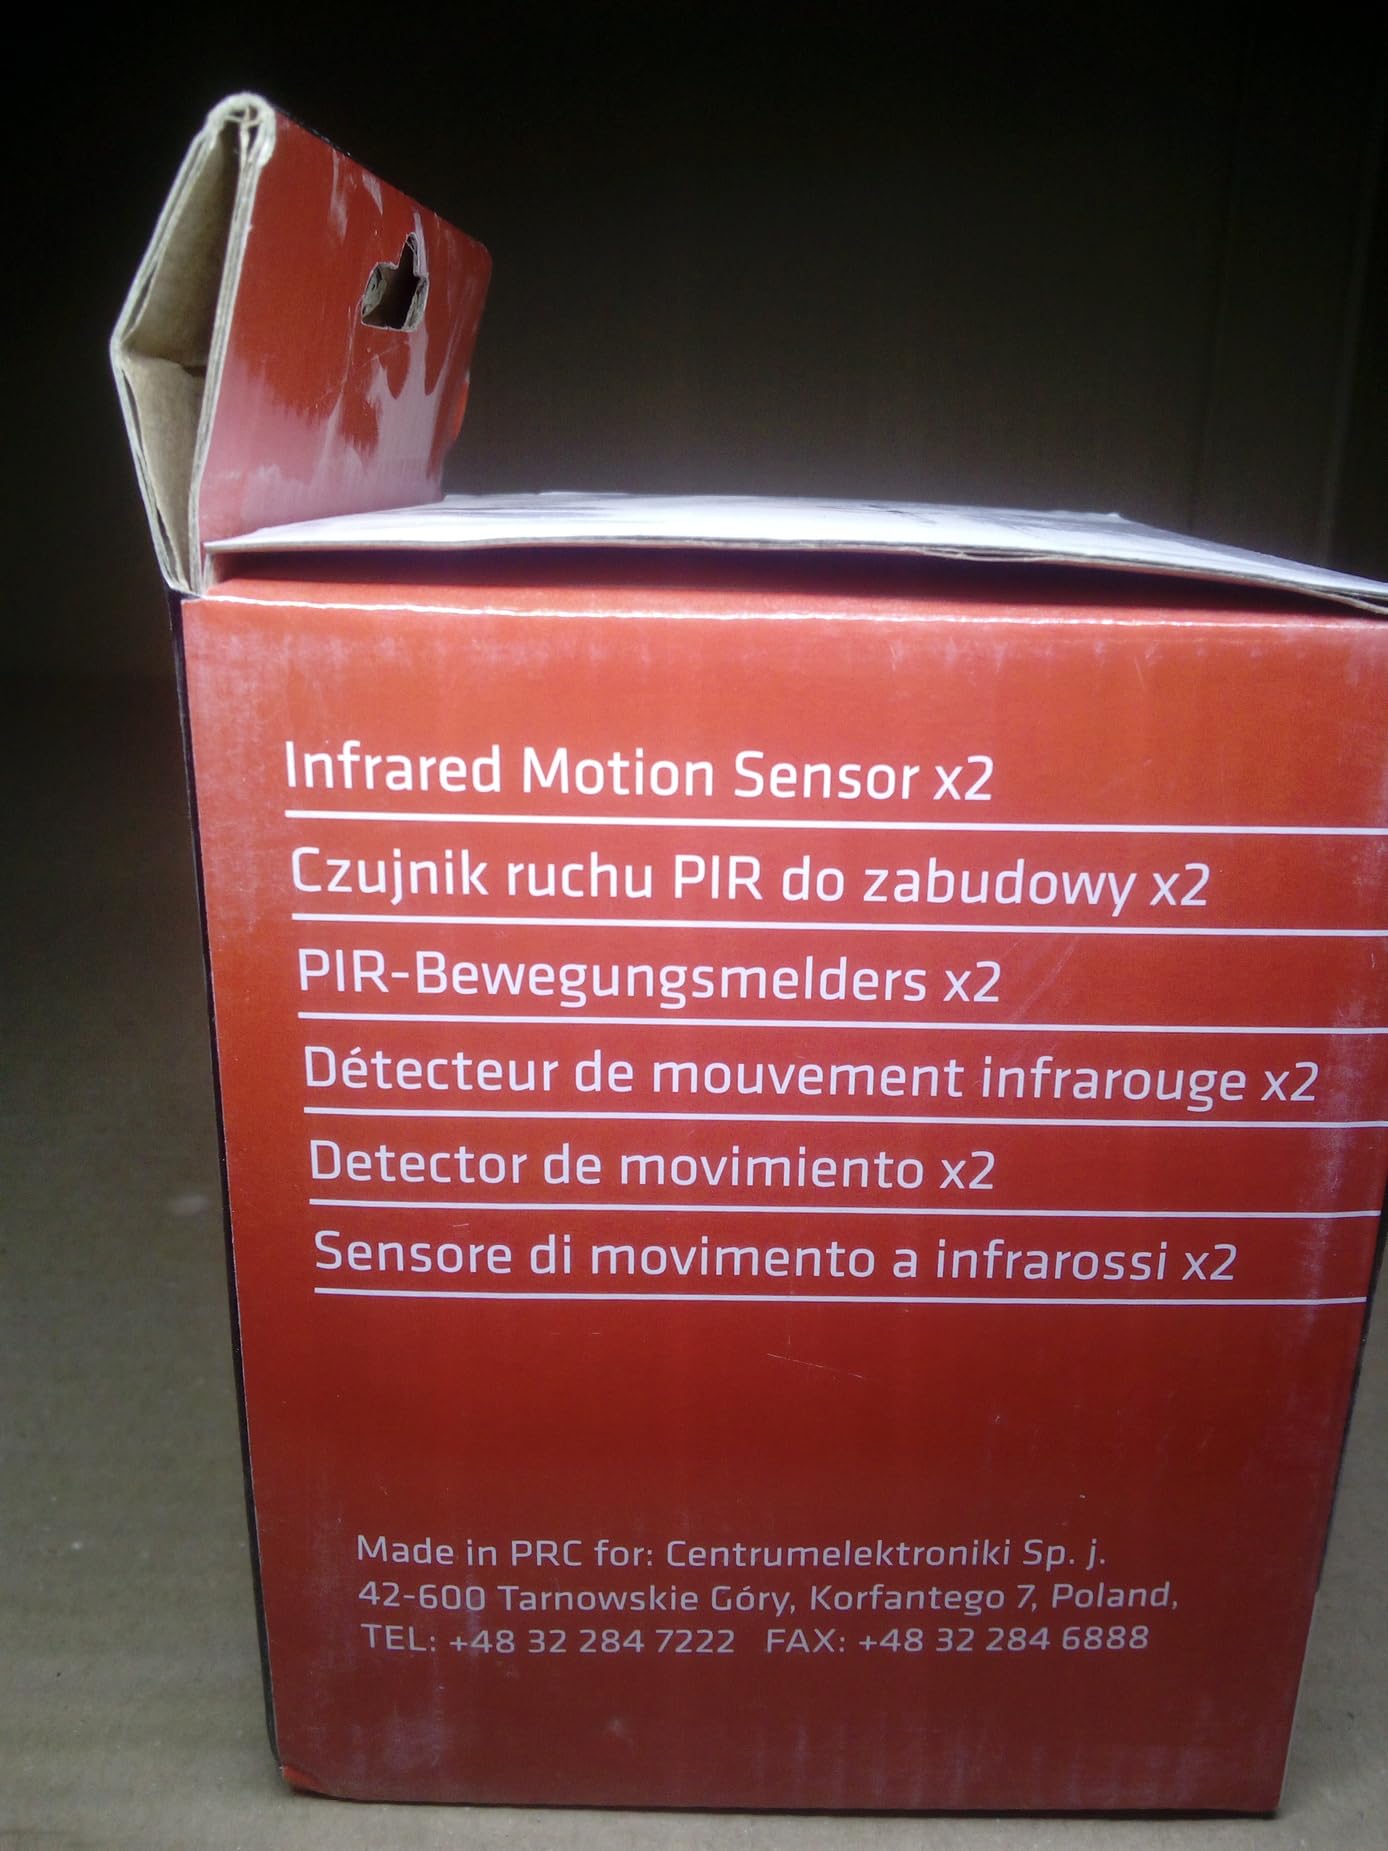 Infrared Motion Sensor x2
Czujnik ruchu PIR do zabudowy x2
PIR-Bewegungsmelders x2
Détecteur de mouvement infrarouge x2
Detector de movimiento x2
Sensore di movimento a infrarossi x2
Made in PRC for: Centrumelektroniki Sp. j.
42-600 Tarnowskie Góry, Korfantego 7, Poland,
TEL: +48 32 284 7222 FAX: +48 32 284 6888